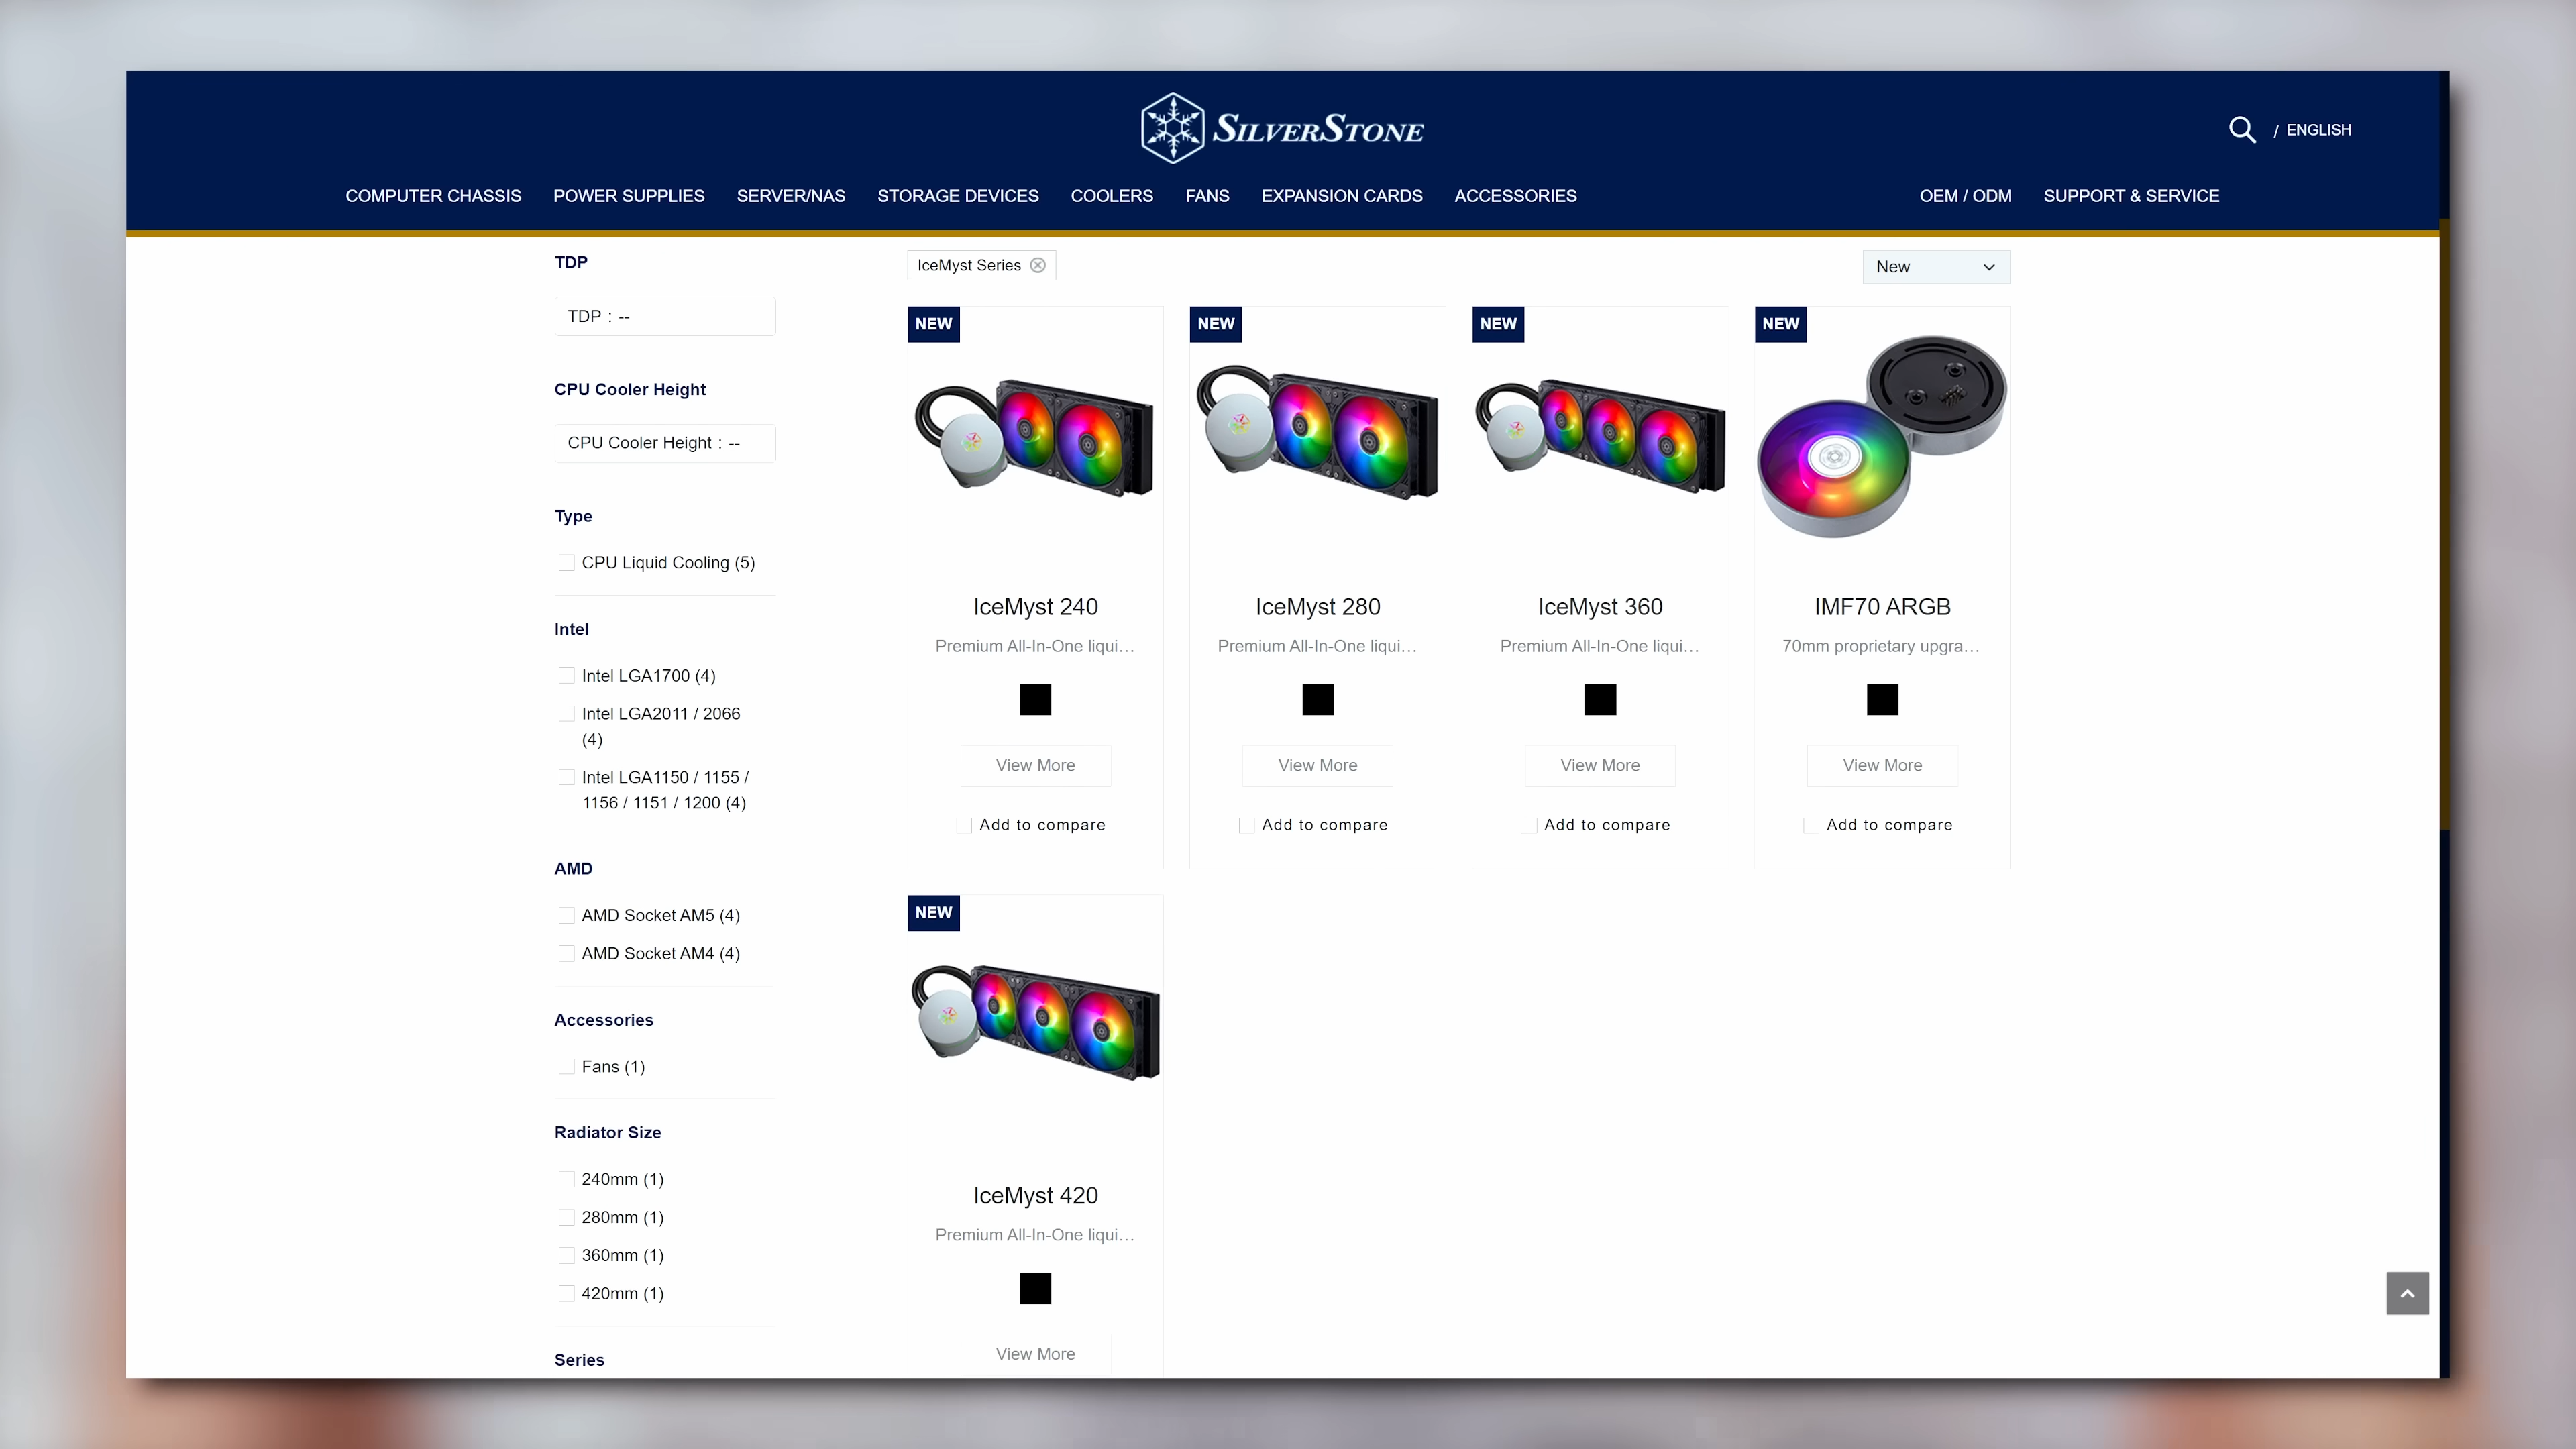 SILVERSTONE
/ ENGLISH
COMPUTER CHASSIS POWER SUPPLIES SERVER/NAS STORAGE DEVICES COOLERS FANS EXPANSION CARDS ACCESSORIES OEM / ODM SUPPORT & SERVICE
TDP
TDP : --
CPU Cooler Height
CPU Cooler Height : --
Type
CPU Liquid Cooling (5)
Intel
Intel LGA1700 (4)
Intel LGA2011 / 2066
(4)
Intel LGA1150 / 1155 /
1156 / 1151 / 1200 (4)
AMD
AMD Socket AM5 (4)
AMD Socket AM4 (4)
Accessories
Fans (1)
Radiator Size
240mm (1)
280mm (1)
360mm (1)
420mm (1)
Series
IceMyst Series
New
NEW
IceMyst 240
Premium All-In-One liqui…
View More
Add to compare
NEW
IceMyst 280
Premium All-In-One liqui…
View More
Add to compare
NEW
IceMyst 360
Premium All-In-One liqui…
View More
Add to compare
NEW
IMF70 ARGB
70mm proprietary upgra…
View More
Add to compare
NEW
IceMyst 420
Premium All-In-One liqui…
View More